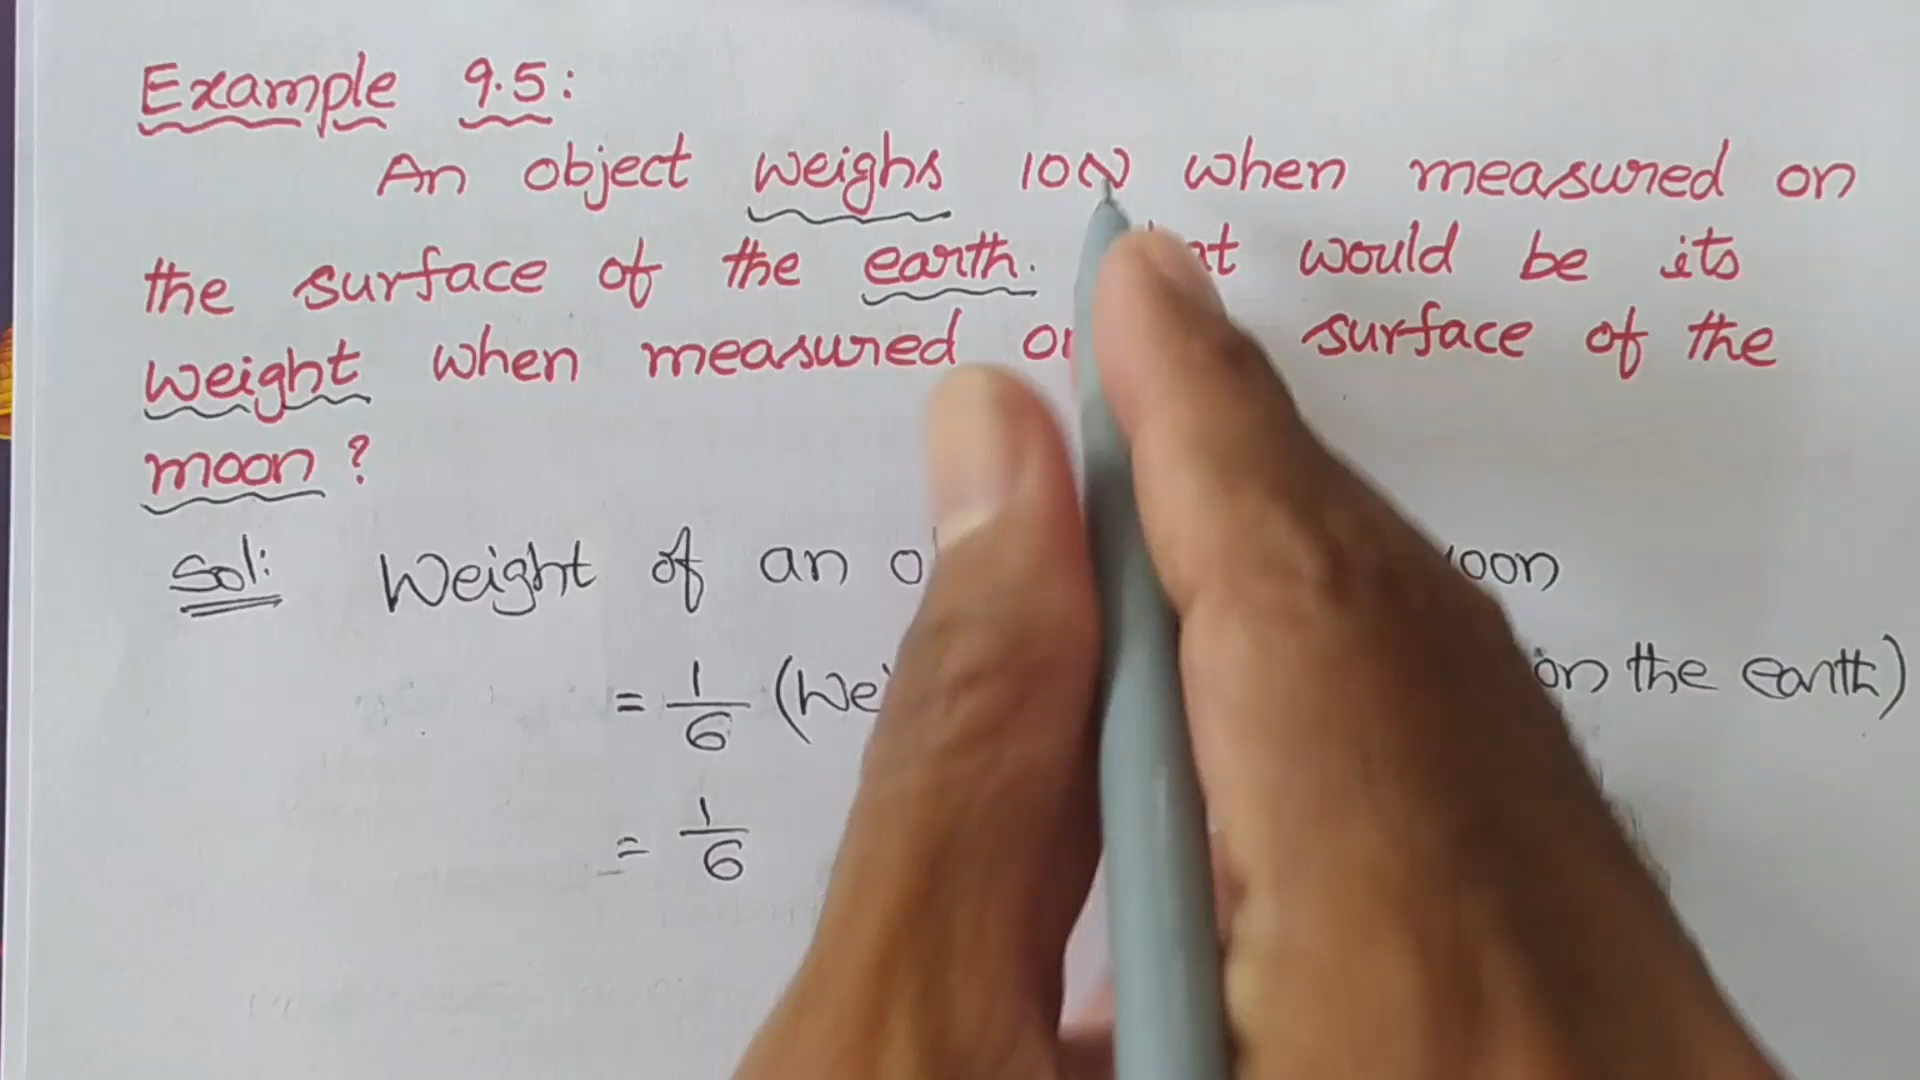 Example 9.5:
An object weighs 10N when measured on
the surface of the earth. would be its
weight when measured surface of the
moon ?
Sol: Weight of an
= 1/6 ( on the earth)
= 1/6